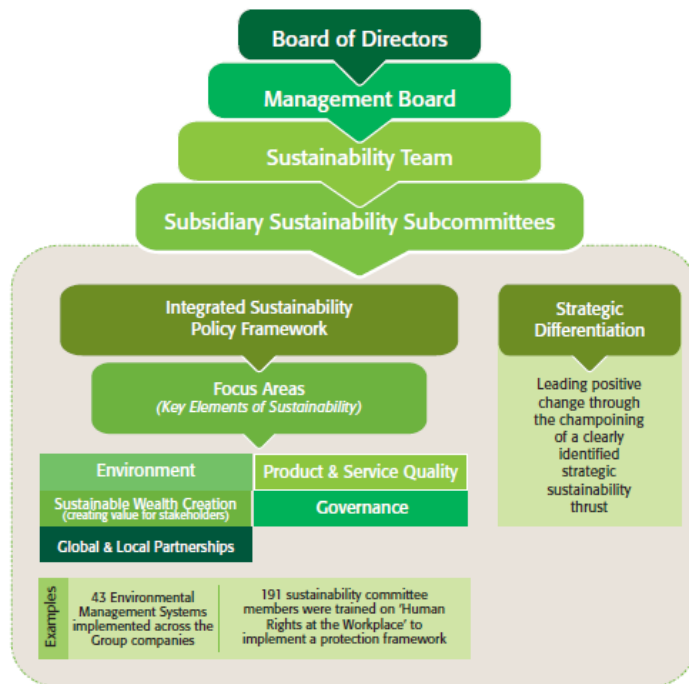 Board of Directors
Management Board
Sustainability Team
Subsidiary Sustainability Subcommittees
Integrated Sustainability
Policy Framework
Focus Areas
(Key Elements of Sustainability)
Environment
Product & Service Quality
Sustainable Wealth Creation
(creating value for stakeholders)
Governance
Global & Local Partnerships
Strategic
Differentiation
Leading positive
change through
the champoining
of a clearly
identified
strategic
sustainability
thrust
Examples
43 Environmental
Management Systems
implemented across the
Group companies
191 sustainability committee
members were trained on 'Human
Rights at the Workplace' to
implement a protection framework